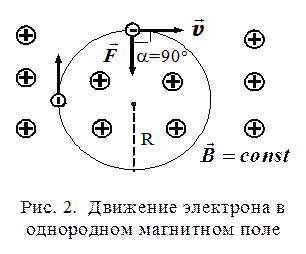 v⃗
F⃗ α=90°
R
B⃗ = const
Рис. 2. Движение электрона в
однородном магнитном поле